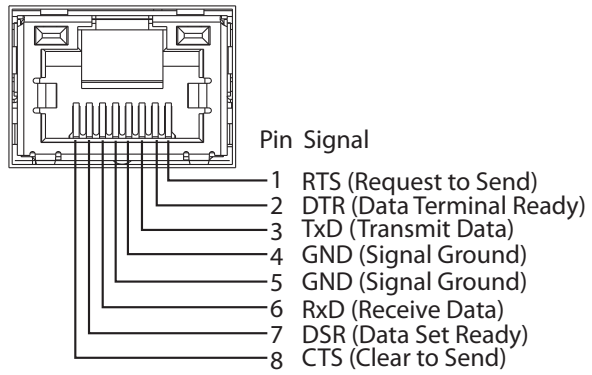 Pin Signal
1 RTS (Request to Send)
2 DTR (Data Terminal Ready)
3 TxD (Transmit Data)
4 GND (Signal Ground)
5 GND (Signal Ground)
6 RxD (Receive Data)
7 DSR (Data Set Ready)
8 CTS (Clear to Send)